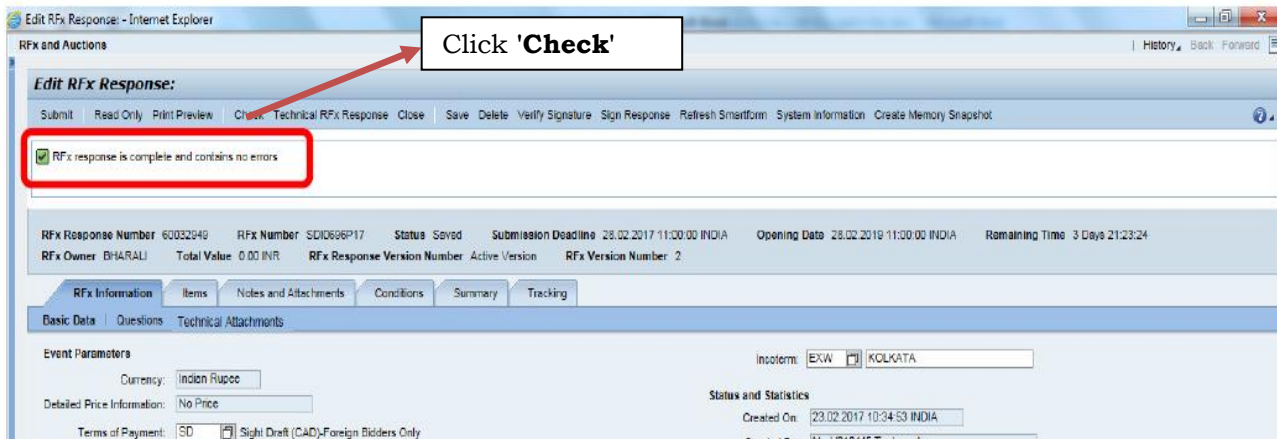 Edit RFx Response: - Internet Explorer
Click 'Check'
RFx and Auctions
History Back Forward
Edit RFx Response:
Submit Read Only Print Preview Check Technical RFx Response Close Save Delete Verify Signature Sign Response Refresh Smartform System Information Create Memory Snapshot
RFx response is complete and contains no errors
RFx Response Number 60032949 RFx Number SDI0696P17 Status Saved Submission Deadline 28.02.2017 11:00:00 INDIA Opening Date 28.02.2019 11:00:00 INDIA Remaining Time 3 Days 21:23:24
RFx Owner BHARALI Total Value 0.00 INR RFx Response Version Number Active Version RFx Version Number 2
RFx Information Items Notes and Attachments Conditions Summary Tracking
Basic Data Questions Technical Attachments
Event Parameters
Incoterm: EXW KOLKATA
Currency: Indian Rupee
Status and Statistics
Detailed Price Information: No Price
Created On: 23.02.2017 10:34:53 INDIA
Terms of Payment: SD Sight Draft (CAD)-Foreign Bidders Only